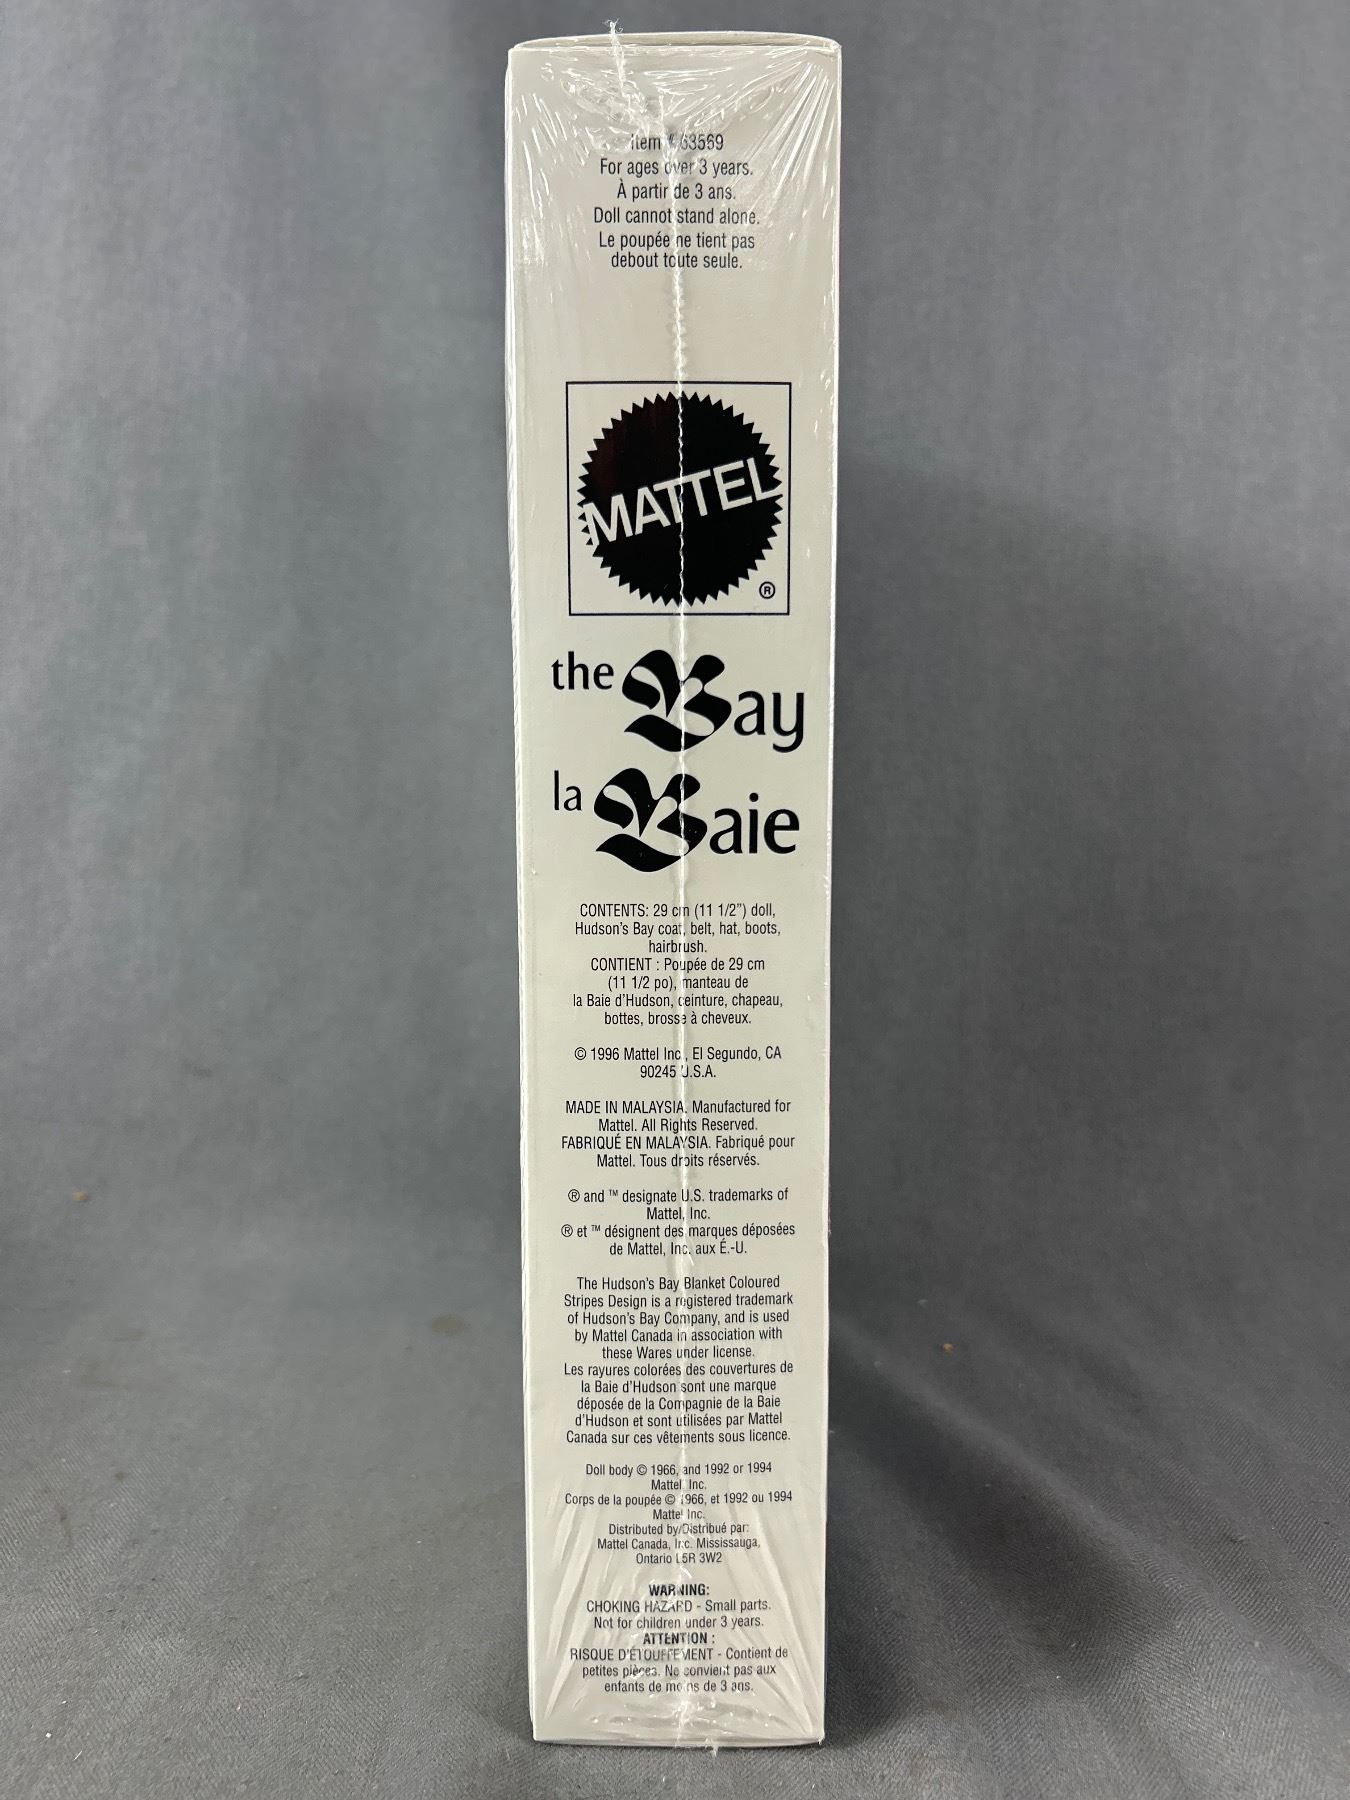 Item # 63569
For ages over 3 years.
À partir de 3 ans.
Doll cannot stand alone.
Le poupée ne tient pas
debout toute seule.
MATTEL
®
the Bay
la Baie
CONTENTS: 29 cm (11 1/2") doll,
Hudson's Bay coat, belt, hat, boots,
hairbrush.
CONTIENT : Poupée de 29 cm
(11 1/2 po), manteau de
la Baie d'Hudson, ceinture, chapeau,
bottes, brosse à cheveux.
© 1996 Mattel Inc., El Segundo, CA
90245 U.S.A.
MADE IN MALAYSIA. Manufactured for
Mattel. All Rights Reserved.
FABRIQUÉ EN MALAYSIA. Fabriqué pour
Mattel. Tous droits réservés.
® and ™ designate U.S. trademarks of
Mattel, Inc.
® et ™ désignent des marques déposées
de Mattel, Inc. aux É.-U.
The Hudson's Bay Blanket Coloured
Stripes Design is a registered trademark
of Hudson's Bay Company, and is used
by Mattel Canada in association with
these Wares under license.
Les rayures colorées des couvertures de
la Baie d'Hudson sont une marque
déposée de la Compagnie de la Baie
d'Hudson et sont utilisées par Mattel
Canada sur ces vêtements sous licence.
Doll body © 1966, and 1992 or 1994
Mattel Inc.
Corps de la poupée © 1966, et 1992 ou 1994
Mattel Inc.
Distributed by/Distribué par:
Mattel Canada, Inc. Mississauga,
Ontario L5R 3W2
WARNING:
CHOKING HAZARD - Small parts.
Not for children under 3 years.
ATTENTION :
RISQUE D'ÉTOUFFEMENT - Contient de
petites pièces. Ne convient pas aux
enfants de moins de 3 ans.